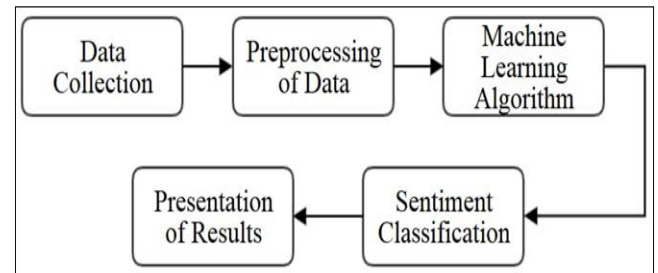 Data
Collection
Preprocessing
of Data
Machine
Learning
Algorithm
Sentiment
Classification
Presentation
of Results